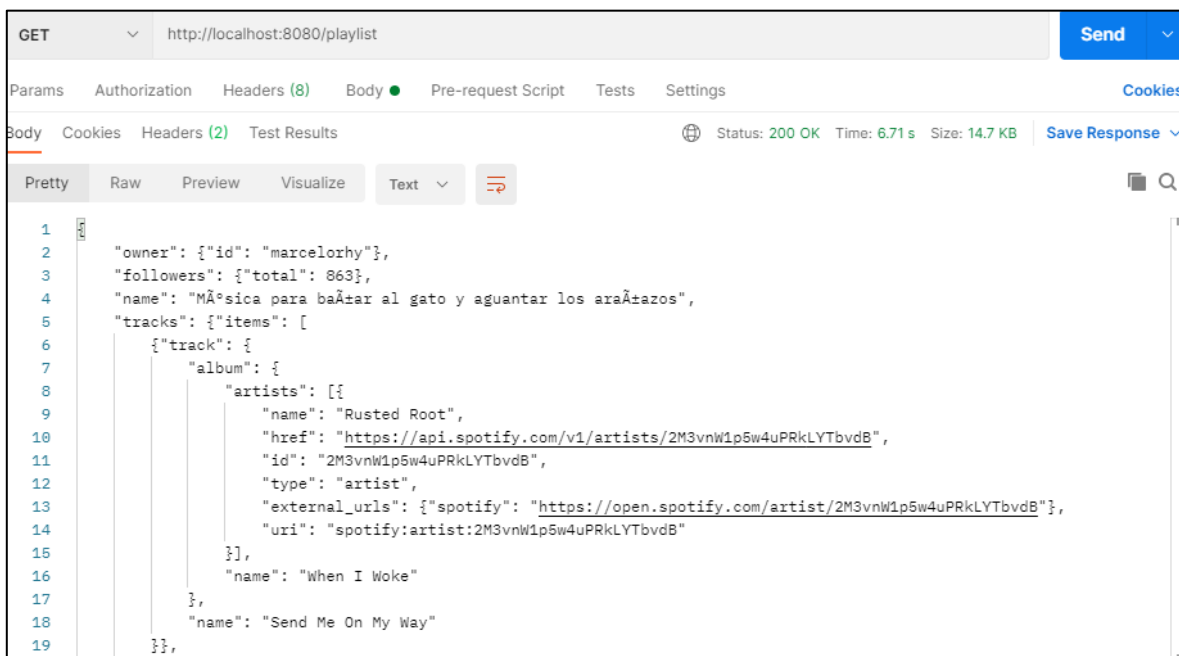 GET http://localhost:8080/playlist Send
Params Authorization Headers (8) Body Pre-request Script Tests Settings Cookies
Body Cookies Headers (2) Test Results Status: 200 OK Time: 6.71 s Size: 14.7 KB Save Response
Pretty Raw Preview Visualize Text
1 {
2 "owner": {"id": "marcelorhy"},
3 "followers": {"total": 863},
4 "name": "MÃºsica para baÃ±ar al gato y aguantar los araÃ±azos",
5 "tracks": {"items": [
6 {"track": {
7 "album": {
8 "artists": [{
9 "name": "Rusted Root",
10 "href": "https://api.spotify.com/v1/artists/2M3vnW1p5w4uPRkLYTbvdB",
11 "id": "2M3vnW1p5w4uPRkLYTbvdB",
12 "type": "artist",
13 "external_urls": {"spotify": "https://open.spotify.com/artist/2M3vnW1p5w4uPRkLYTbvdB"},
14 "uri": "spotify:artist:2M3vnW1p5w4uPRkLYTbvdB"
15 }],
16 "name": "When I Woke"
17 },
18 "name": "Send Me On My Way"
19 }},